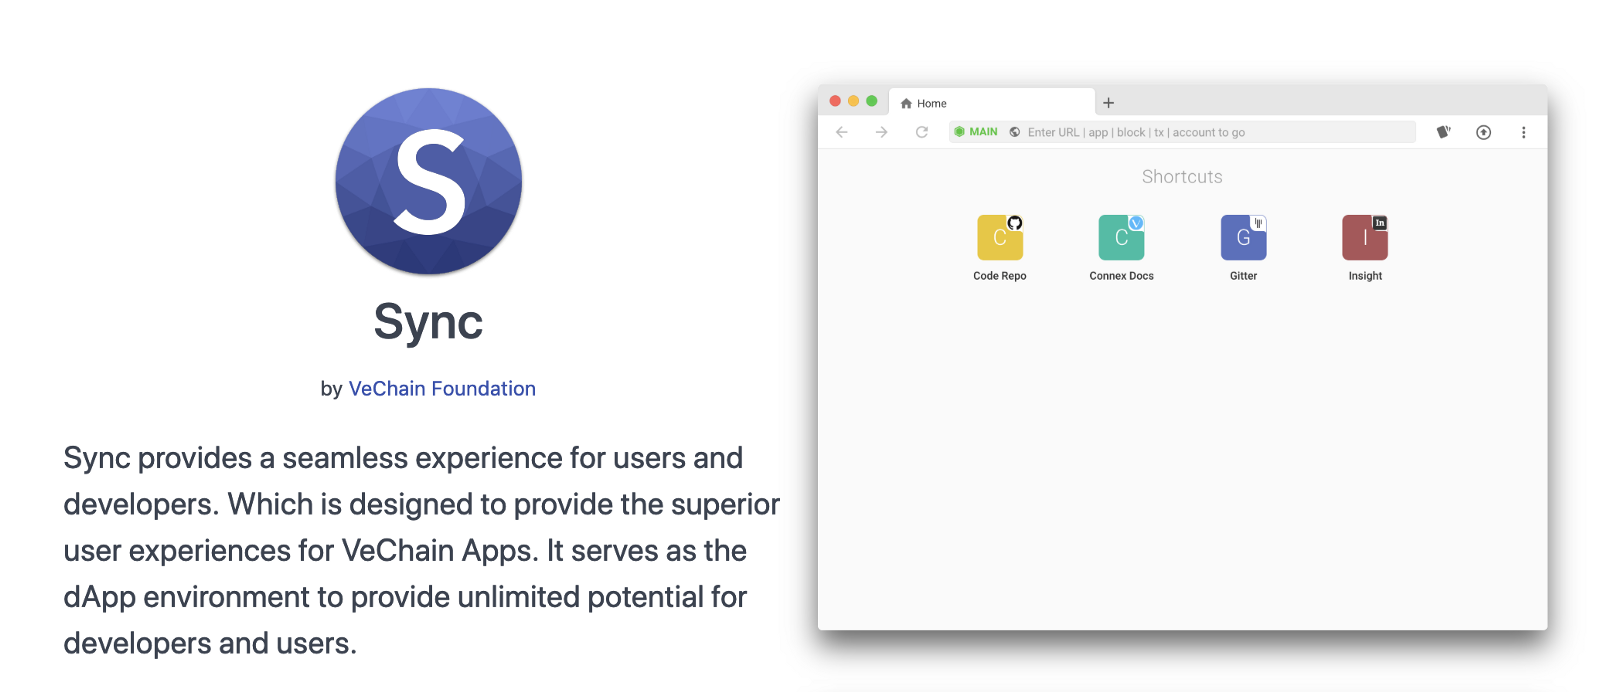 S
Sync
by VeChain Foundation
Sync provides a seamless experience for users and
developers. Which is designed to provide the superior
user experiences for VeChain Apps. It serves as the
dApp environment to provide unlimited potential for
developers and users.
Home
MAIN Enter URL | app | block | tx | account to go
Shortcuts
C C G I In
Code Repo Connex Docs Gitter Insight